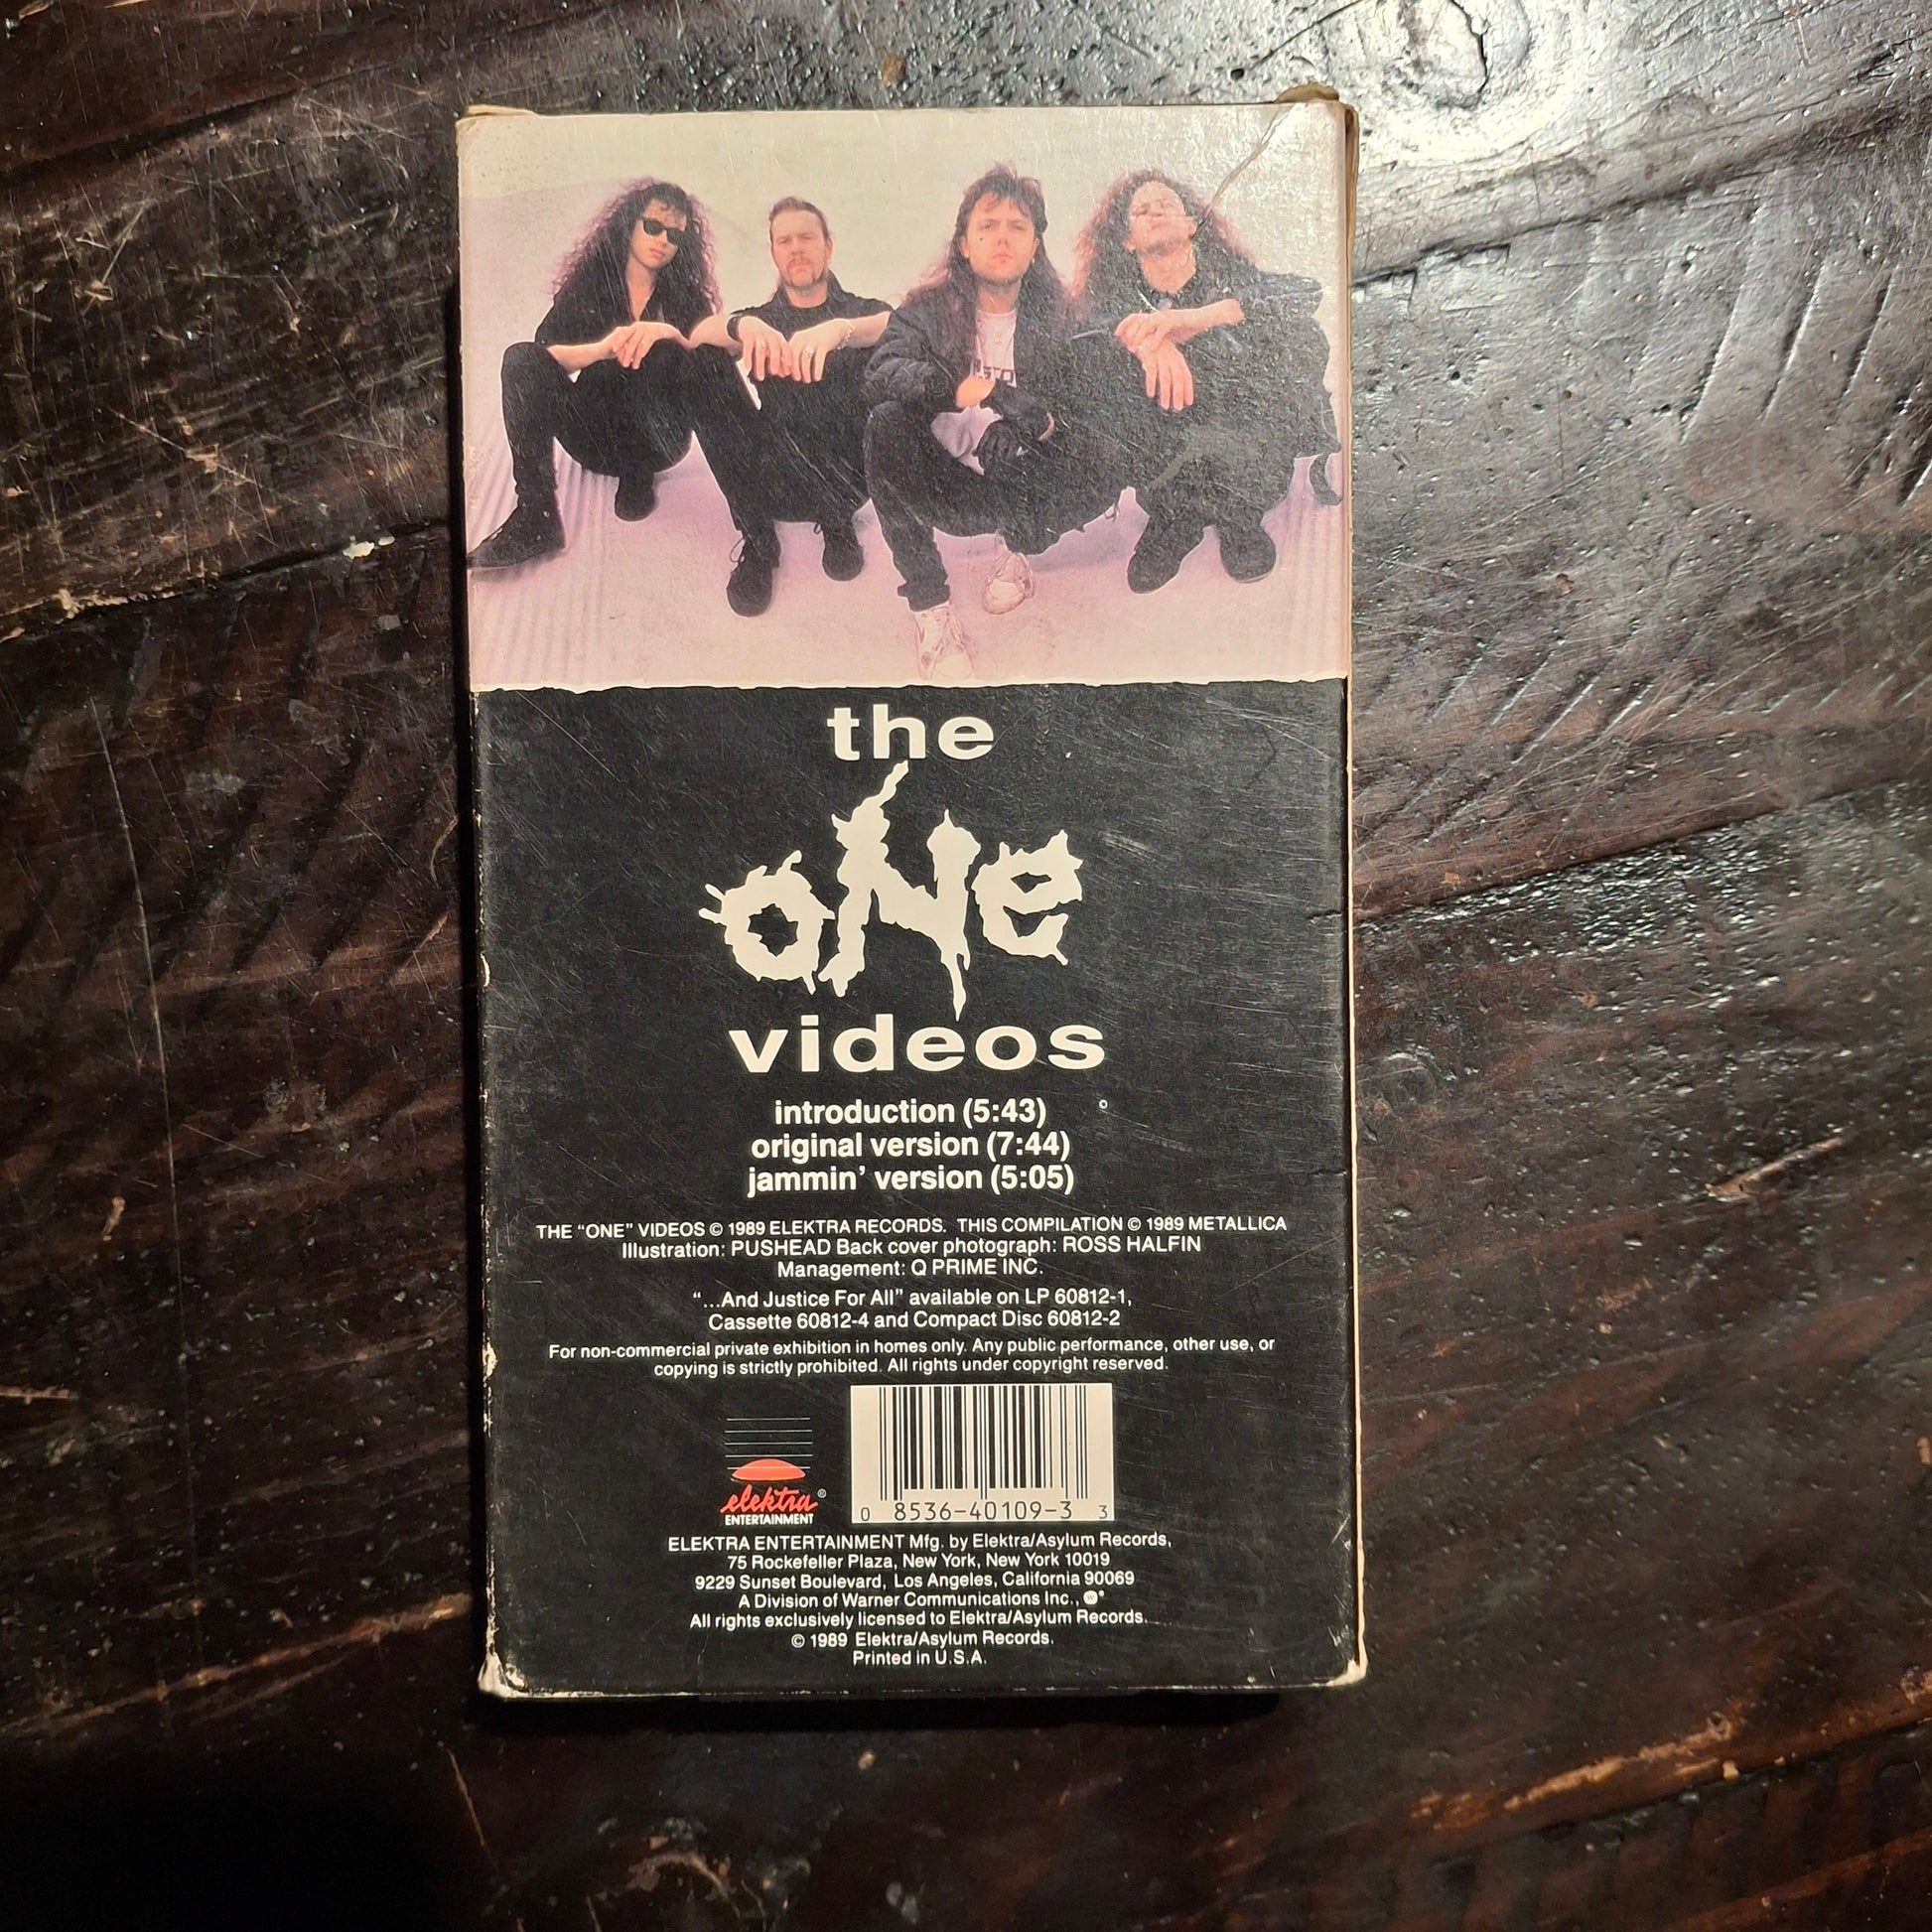 the
oNe
videos
introduction (5:43)
original version (7:44)
jammin’ version (5:05)
THE “ONE” VIDEOS © 1989 ELEKTRA RECORDS. THIS COMPILATION © 1989 METALLICA
Illustration: PUSHEAD Back cover photograph: ROSS HALFIN
Management: Q PRIME INC.
“...And Justice For All” available on LP 60812-1,
Cassette 60812-4 and Compact Disc 60812-2
For non-commercial private exhibition in homes only. Any public performance, other use, or
copying is strictly prohibited. All rights under copyright reserved.
elektra®
ENTERTAINMENT
0 8536-40109-3 3
ELEKTRA ENTERTAINMENT Mfg. by Elektra/Asylum Records,
75 Rockefeller Plaza, New York, New York 10019
9229 Sunset Boulevard, Los Angeles, California 90069
A Division of Warner Communications Inc.,
All rights exclusively licensed to Elektra/Asylum Records.
© 1989 Elektra/Asylum Records.
Printed in U.S.A.